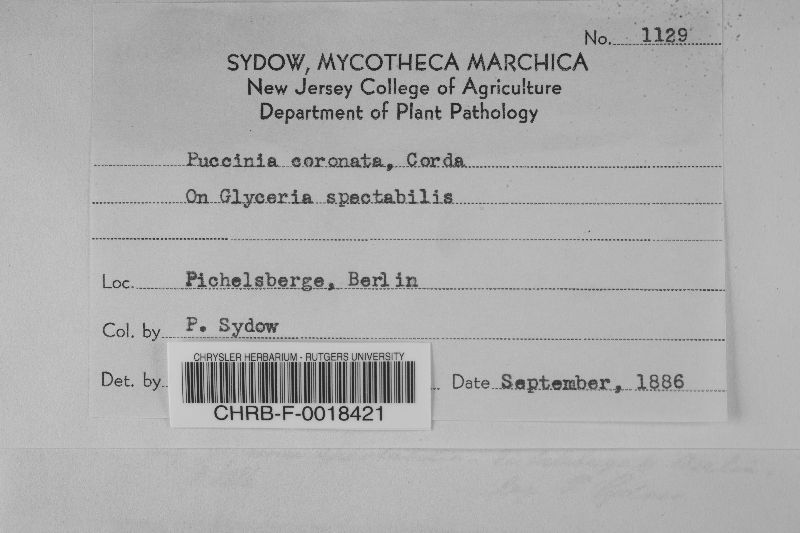 No. 1129
SYDOW, MYCOTHECA MARCHICA
New Jersey College of Agriculture
Department of Plant Pathology
Puccinia coronata, Corda
On Glyceria spectabilis
Loc. Pichelsberge, Berlin
Col. by P. Sydow
CHRYSLER HERBARIUM - RUTGERS UNIVERSITY
Det. by Date September, 1886
CHRB-F-0018421